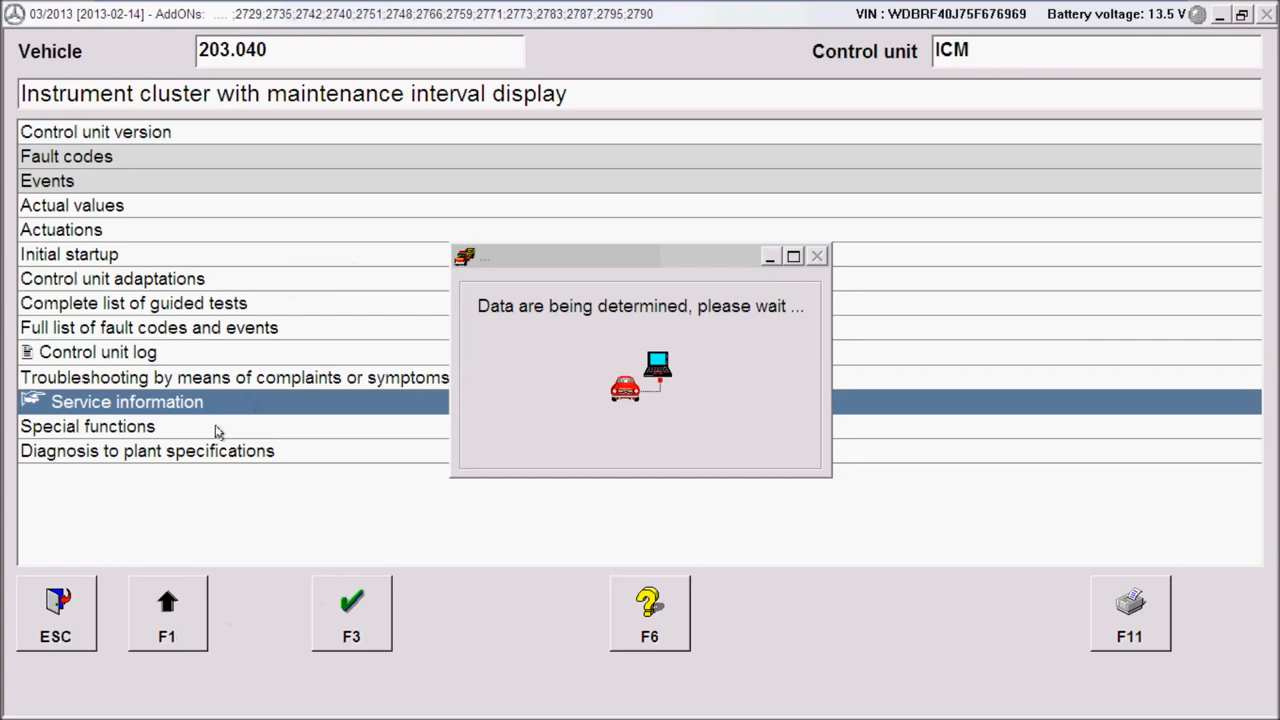 03/2013 [2013-02-14] - AddONs: .... ;2729;2735;2742;2740;2751;2748;2766;2759;2771;2773;2783;2787;2795;2790 VIN : WDBRF40J75F676969 Battery voltage: 13.5 V
Vehicle 203.040 Control unit ICM
Instrument cluster with maintenance interval display
Control unit version
Fault codes
Events
Actual values
Actuations
Initial startup
Control unit adaptations
Complete list of guided tests
Full list of fault codes and events
Control unit log
Troubleshooting by means of complaints or symptoms
Service information
Special functions
Diagnosis to plant specifications
...
Data are being determined, please wait ...
ESC F1 F3 F6 F11